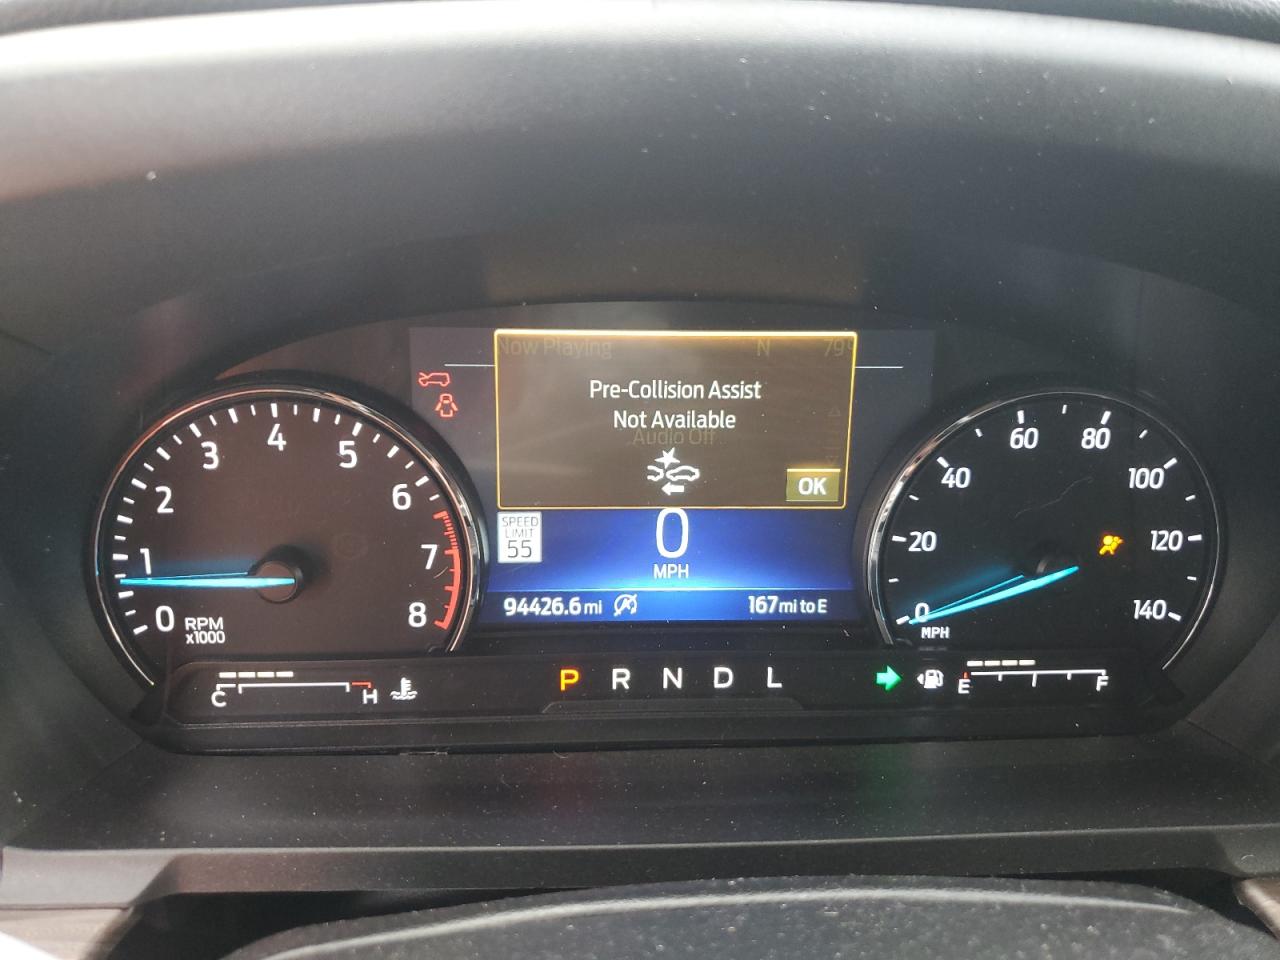 Now Playing N 79°
Pre-Collision Assist
Not Available
Audio Off
OK
SPEED
LIMIT
55
0
MPH
94426.6 mi
167 mi to E
0 1 2 3 4 5 6 7 8
RPM
x1000
0 20 40 60 80 100 120 140
MPH
C H
P R N D L
E F